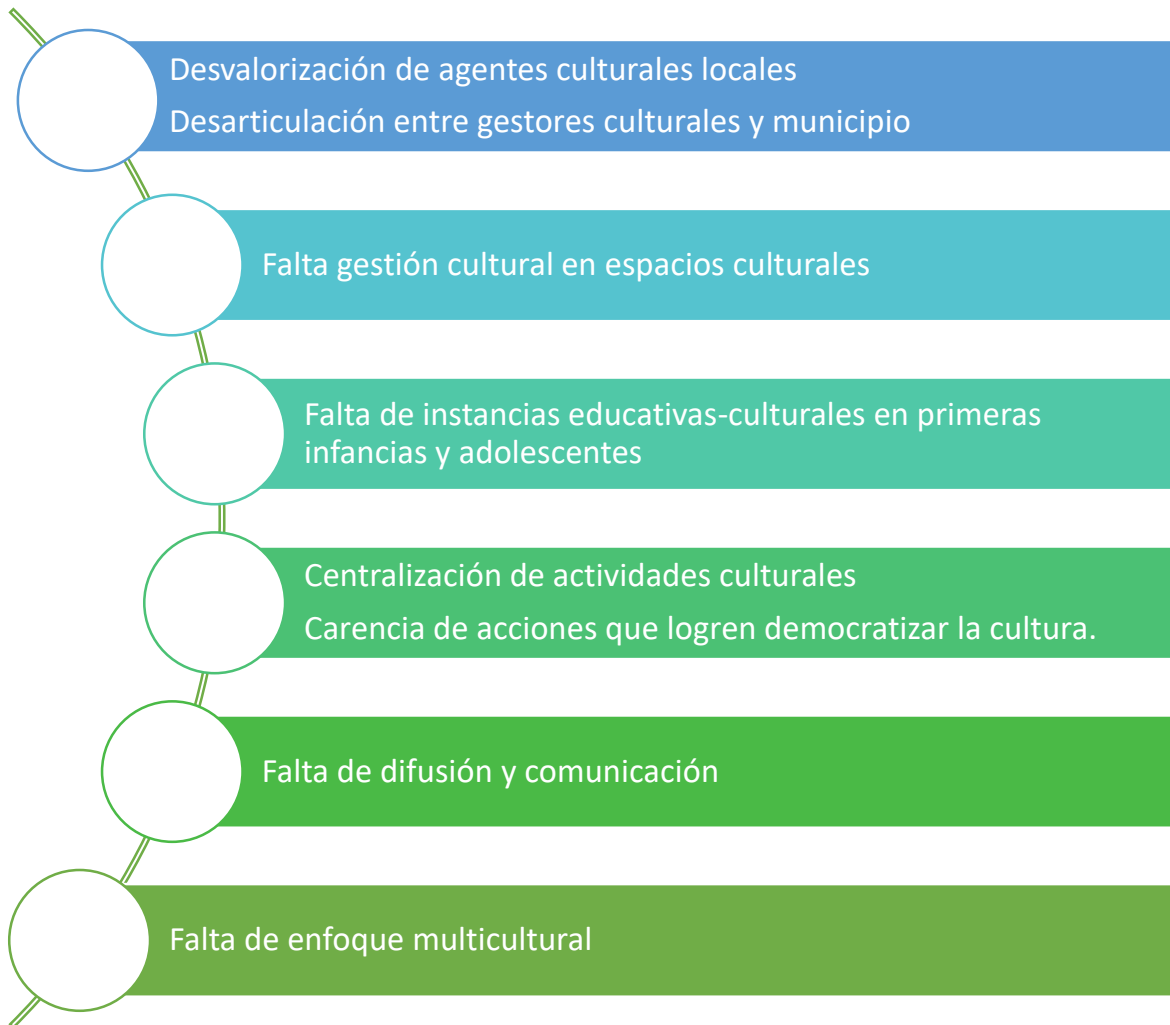 Desvalorización de agentes culturales locales
Desarticulación entre gestores culturales y municipio
Falta gestión cultural en espacios culturales
Falta de instancias educativas-culturales en primeras
infancias y adolescentes
Centralización de actividades culturales
Carencia de acciones que logren democratizar la cultura.
Falta de difusión y comunicación
Falta de enfoque multicultural